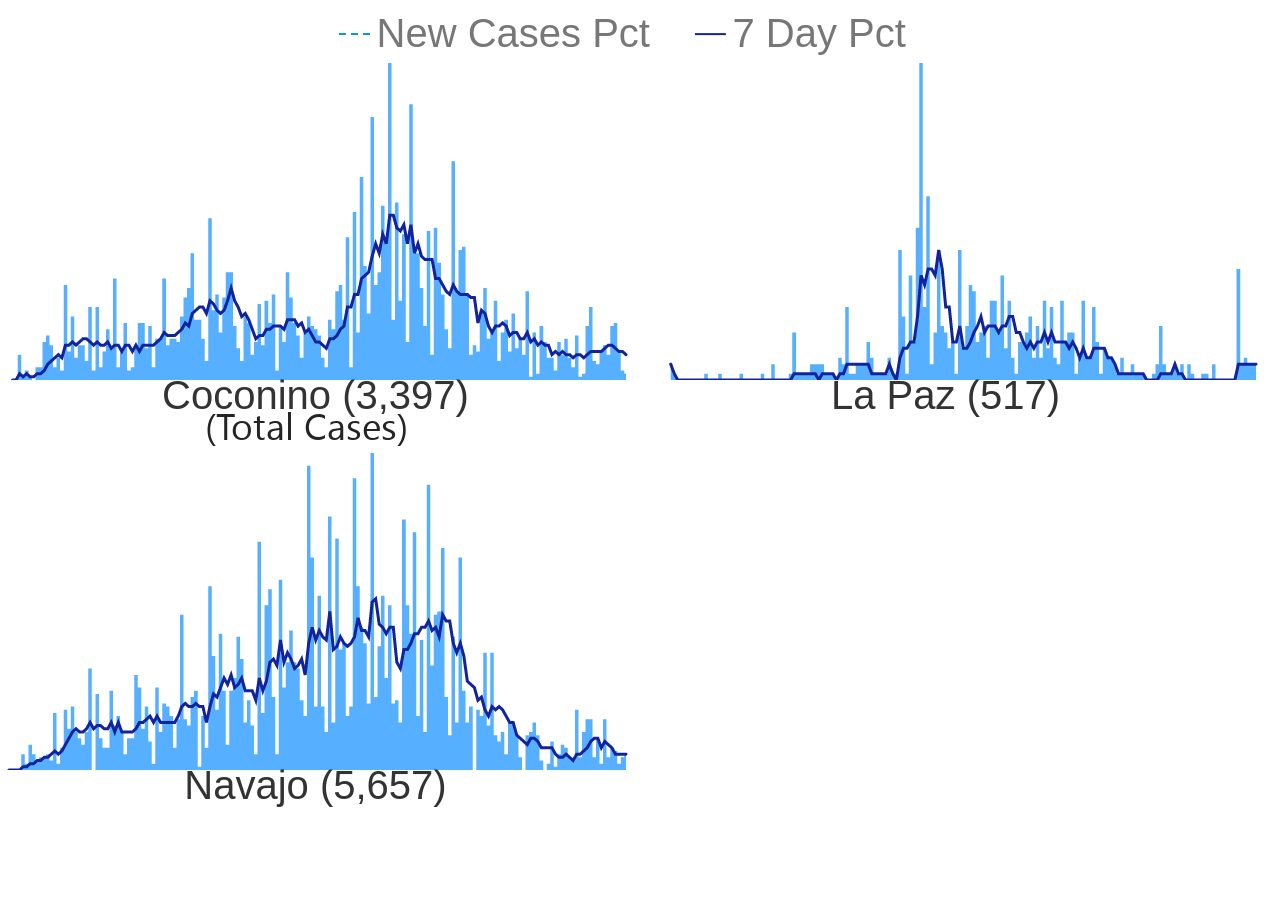 New Cases Pct 7 Day Pct
Coconino (3,397)
(Total Cases)
La Paz (517)
Navajo (5,657)